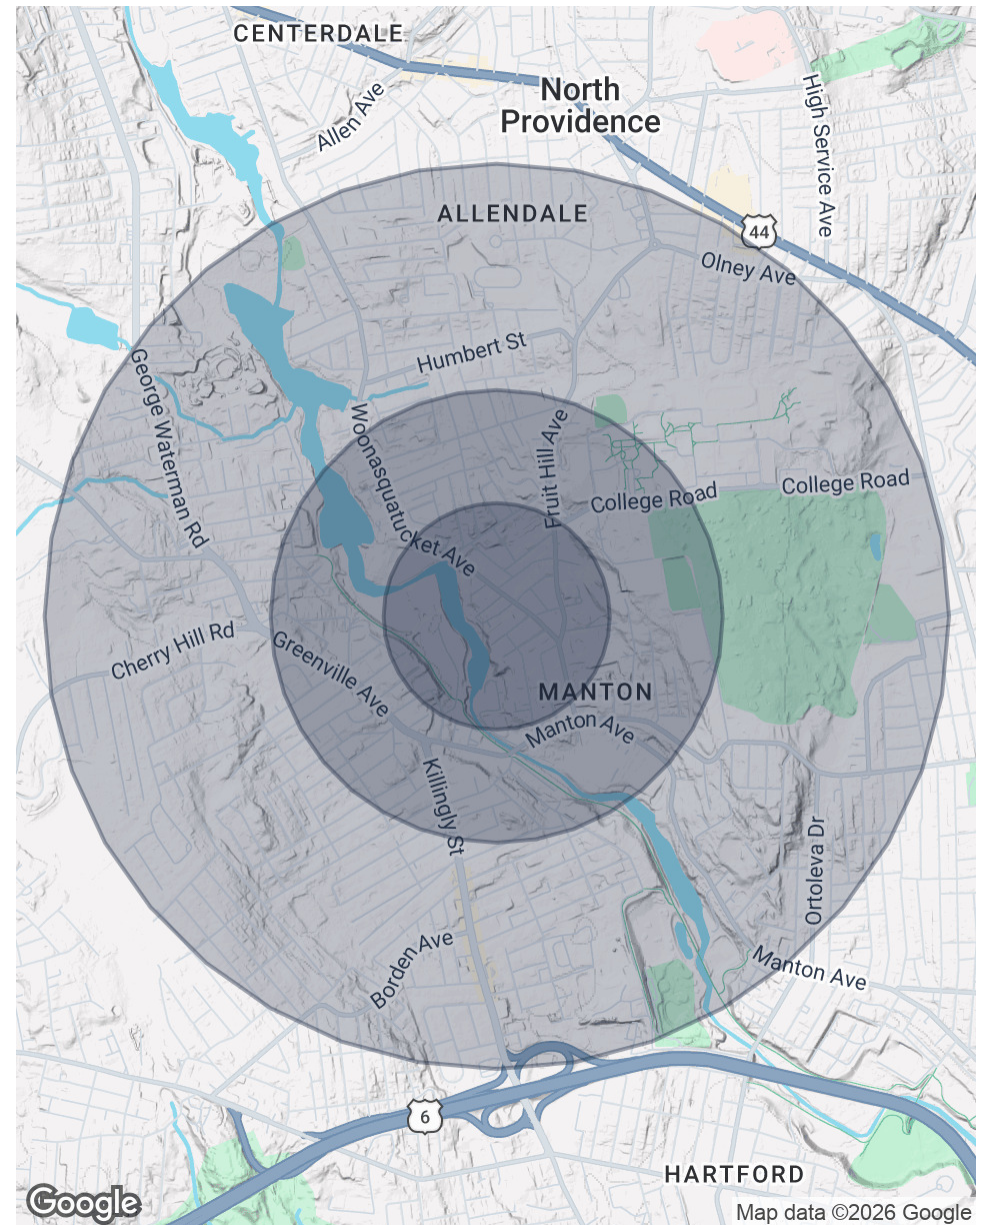 CENTERDALE
North
Providence
Allen Ave
High Service Ave
ALLENDALE
44
Olney Ave
Humbert St
George Waterman Rd
Woonasquatucket Ave
Fruit Hill Ave
College Road
College Road
Cherry Hill Rd
Greenville Ave
MANTON
Manton Ave
Killingly St
Ortoleva Dr
Borden Ave
Manton Ave
6
HARTFORD
Google
Map data ©2026 Google